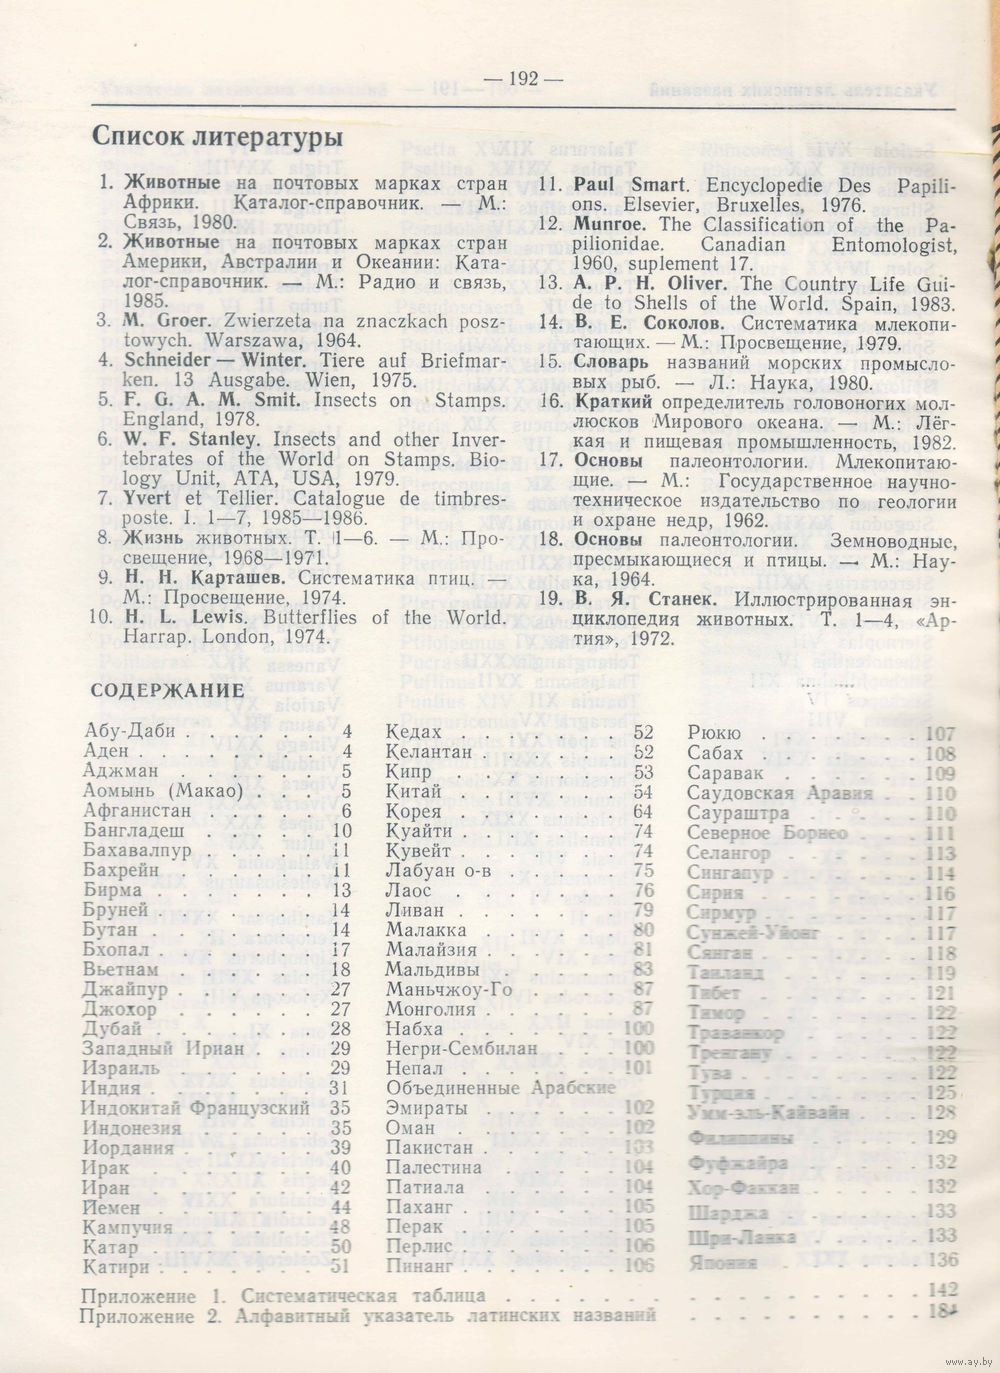 — 192 —
Список литературы
1. Животные на почтовых марках стран
Африки. Каталог-справочник. — М.:
Связь, 1980.
2. Животные на почтовых марках стран
Америки, Австралии и Океании: Ката-
лог-справочник. — М.: Радио и связь,
1985.
3. M. Groer. Zwierzeta na znaczkach posz-
towych. Warszawa, 1964.
4. Schneider — Winter. Tiere auf Briefmar-
ken. 13 Ausgabe. Wien, 1975.
5. F. G. A. M. Smit. Insects on Stamps.
England, 1978.
6. W. F. Stanley. Insects and other Inver-
tebrates of the World on Stamps. Bio-
logy Unit, ATA, USA, 1979.
7. Yvert et Tellier. Catalogue de timbres-
poste. I. 1—7, 1985—1986.
8. Жизнь животных. Т. 1—6. — М.: Про-
свещение, 1968—1971.
9. Н. Н. Карташев. Систематика птиц. —
М.: Просвещение, 1974.
10. H. L. Lewis. Butterflies of the World.
Harrap. London, 1974.
11. Paul Smart. Encyclopedie Des Papili-
ons. Elsevier, Bruxelles, 1976.
12. Munroe. The Classification of the Pa-
pilionidae. Canadian Entomologist,
1960, suplement 17.
13. A. P. H. Oliver. The Country Life Gui-
de to Shells of the World. Spain, 1983.
14. В. Е. Соколов. Систематика млекопи-
тающих. — М.: Просвещение, 1979.
15. Словарь названий морских промысло-
вых рыб. — Л.: Наука, 1980.
16. Краткий определитель головоногих мол-
люсков Мирового океана. — М.: Лёг-
кая и пищевая промышленность, 1982.
17. Основы палеонтологии. Млекопитаю-
щие. — М.: Государственное научно-
техническое издательство по геологии
и охране недр, 1962.
18. Основы палеонтологии. Земноводные,
пресмыкающиеся и птицы. — М.: Нау-
ка, 1964.
19. В. Я. Станек. Иллюстрированная эн-
циклопедия животных. Т. 1—4, «Ар-
тия», 1972.
СОДЕРЖАНИЕ
Абу-Даби . . . . . . 4
Аден . . . . . . . 4
Аджман . . . . . . 5
Аомынь (Макао) . . . 5
Афганистан . . . . . 6
Бангладеш . . . . . 10
Бахавалпур . . . . . 11
Бахрейн . . . . . . 11
Бирма . . . . . . 13
Бруней . . . . . . 14
Бутан . . . . . . . 14
Бхопал . . . . . . 17
Вьетнам . . . . . . 18
Джайпур . . . . . . 27
Джохор . . . . . . 27
Дубай . . . . . . . 28
Западный Ириан . . . 29
Израиль . . . . . . 29
Индия . . . . . . . 31
Индокитай Французский 35
Индонезия . . . . . 35
Иордания . . . . . . 39
Ирак . . . . . . . 40
Иран . . . . . . . 42
Йемен . . . . . . . 44
Кампучия . . . . . . 48
Катар . . . . . . . 50
Катири . . . . . . . 51
Кедах . . . . . . . 52
Келантан . . . . . . 52
Кипр . . . . . . . 53
Китай . . . . . . . 54
Корея . . . . . . . 64
Куайти . . . . . . . 74
Кувейт . . . . . . . 74
Лабуан о-в . . . . . 75
Лаос . . . . . . . 76
Ливан . . . . . . . 79
Малакка . . . . . . 80
Малайзия . . . . . . 81
Мальдивы . . . . . 83
Маньчжоу-Го . . . . 87
Монголия . . . . . . 87
Набха . . . . . . . 100
Негри-Сембилан . . . 100
Непал . . . . . . . 101
Объединенные Арабские
Эмираты . . . . . . 102
Оман . . . . . . . 102
Пакистан . . . . . . 103
Палестина . . . . . 104
Патиала . . . . . . 104
Паханг . . . . . . . 105
Перак . . . . . . . 105
Перлис . . . . . . . 106
Пинанг . . . . . . . 106
Рюкю . . . . . . . 107
Сабах . . . . . . . 108
Саравак . . . . . . 109
Саудовская Аравия . . 110
Саураштра . . . . . 110
Северное Борнео . . . 111
Селангор . . . . . . 113
Сингапур . . . . . . 114
Сирия . . . . . . . 116
Сирмур . . . . . . . 117
Сунжей-Уйонг . . . . 117
Сянган . . . . . . . 118
Таиланд . . . . . . 119
Тибет . . . . . . . 121
Тимор . . . . . . . 122
Траванкор . . . . . 122
Тренгану . . . . . . 122
Тува . . . . . . . 122
Турция . . . . . . . 125
Умм-эль-Кайвайн . . . 128
Филиппины . . . . . 129
Фуфжайра . . . . . 132
Хор-Факкан . . . . . 132
Шарджа . . . . . . 133
Шри-Ланка . . . . . 133
Япония . . . . . . . 136
Приложение 1. Систематическая таблица . . . . . . . . . . . . 142
Приложение 2. Алфавитный указатель латинских названий . . . . . . . . 184
www.ay.by